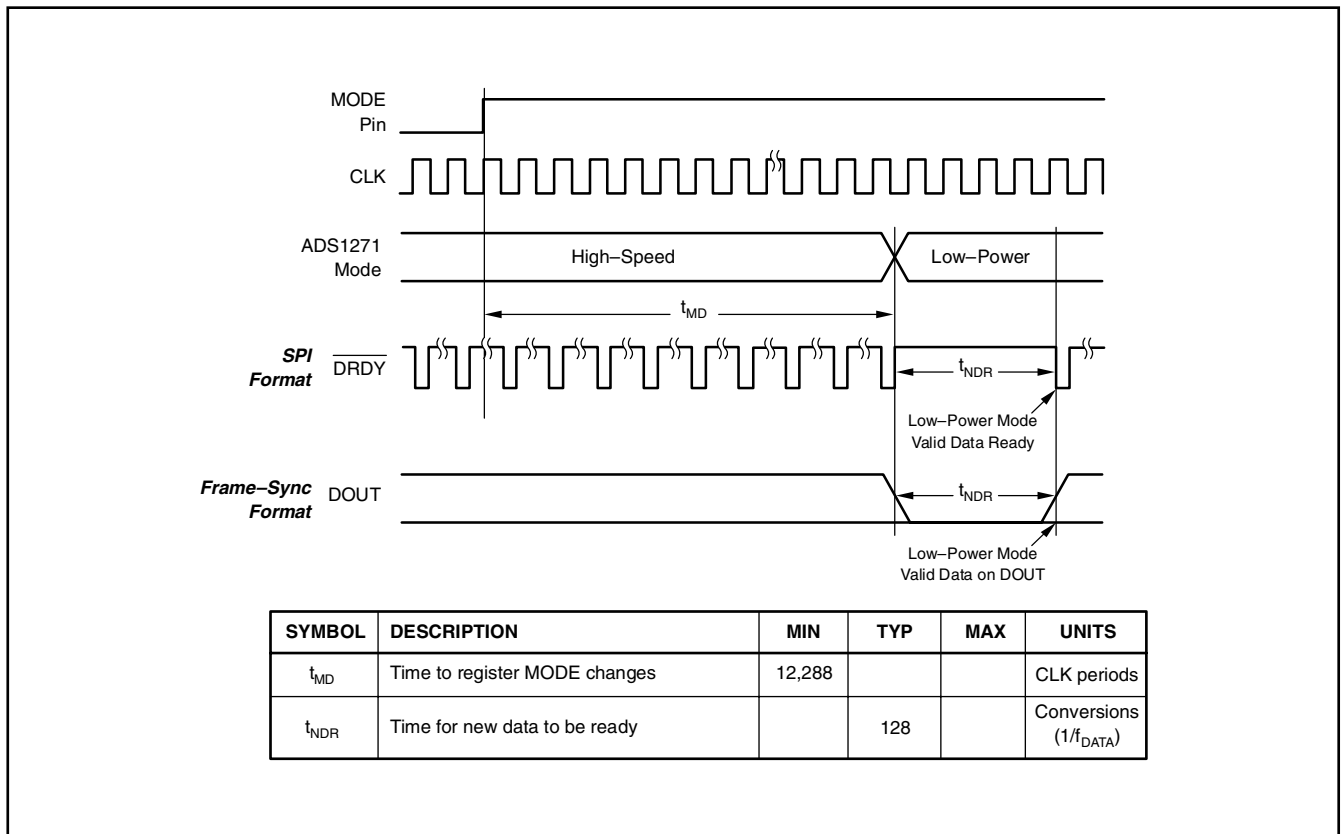 MODE
Pin
CLK
ADS1271
Mode
High–Speed
Low–Power
tMD
SPI
Format
DRDY
tNDR
Low–Power Mode
Valid Data Ready
Frame–Sync
Format
DOUT
tNDR
Low–Power Mode
Valid Data on DOUT
SYMBOL DESCRIPTION MIN TYP MAX UNITS
tMD Time to register MODE changes 12,288 CLK periods
tNDR Time for new data to be ready 128 Conversions
(1/fDATA)